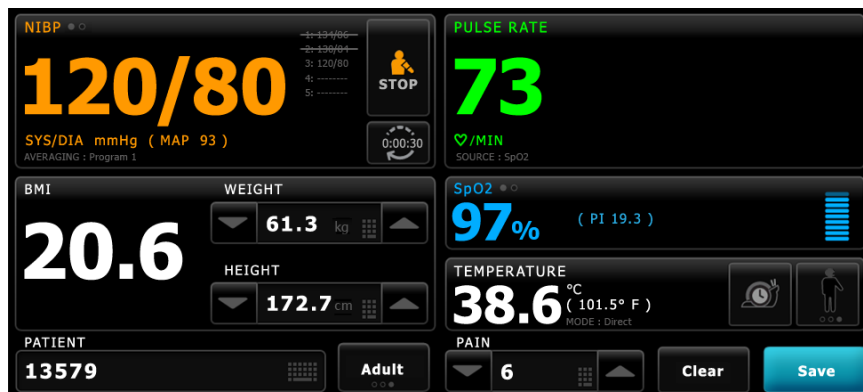 NIBP
1: 134/86
2: 130/84
3: 120/80
4: --------
5: --------
120/80
STOP
SYS/DIA mmHg ( MAP 93 )
AVERAGING : Program 1
0:00:30
PULSE RATE
73
/MIN
SOURCE : SpO2
BMI
20.6
WEIGHT
61.3 kg
HEIGHT
172.7 cm
SpO2
97% ( PI 19.3 )
TEMPERATURE
38.6 °C
( 101.5° F )
MODE : Direct
PATIENT
13579
Adult
PAIN
6
Clear
Save